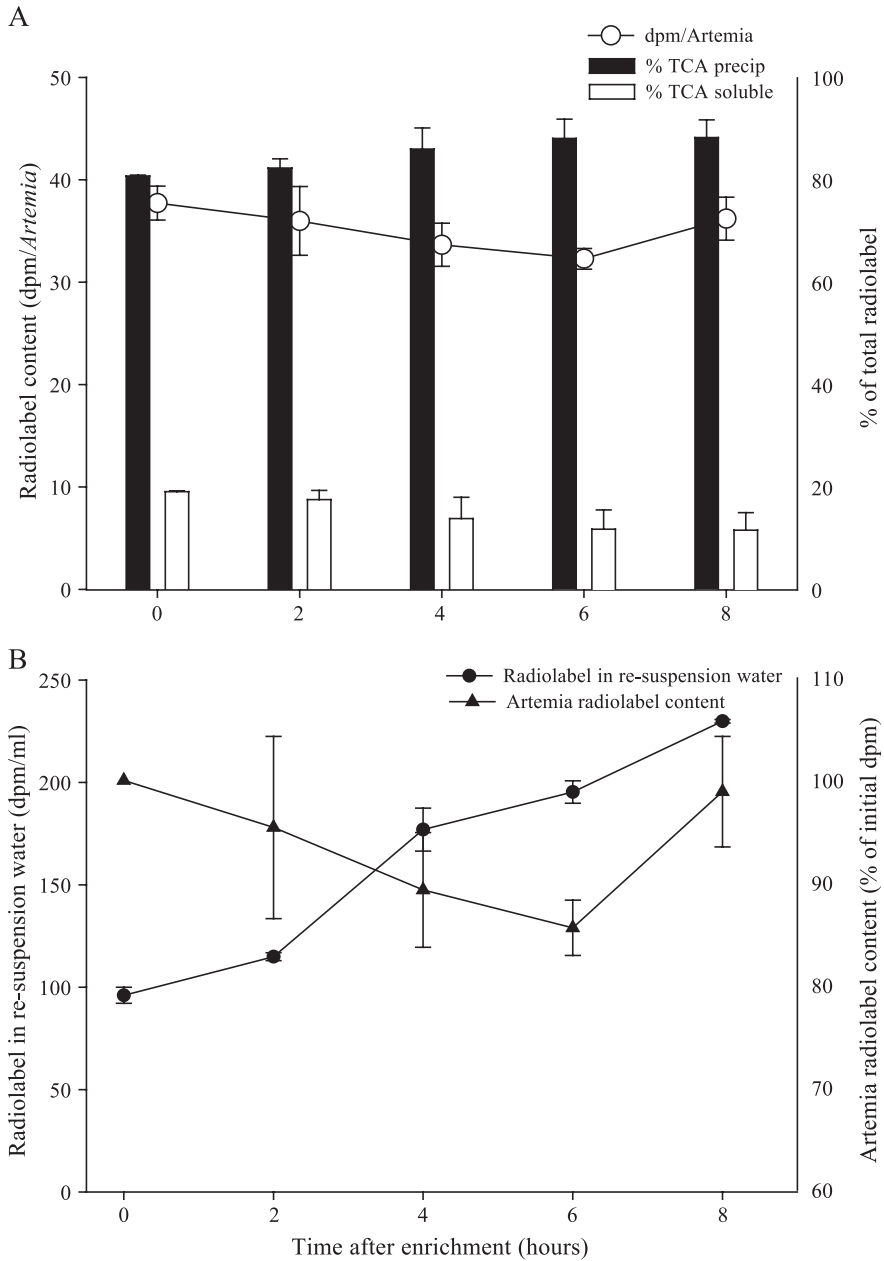 A
dpm/Artemia
% TCA precip
% TCA soluble
Radiolabel content (dpm/Artemia)
50
40
30
20
10
0
% of total radiolabel
100
80
60
40
20
0
0 2 4 6 8
B
Radiolabel in re-suspension water
Artemia radiolabel content
Radiolabel in re-suspension water (dpm/ml)
250
200
150
100
50
0
Artemia radiolabel content (% of initial dpm)
110
100
90
80
70
60
0 2 4 6 8
Time after enrichment (hours)